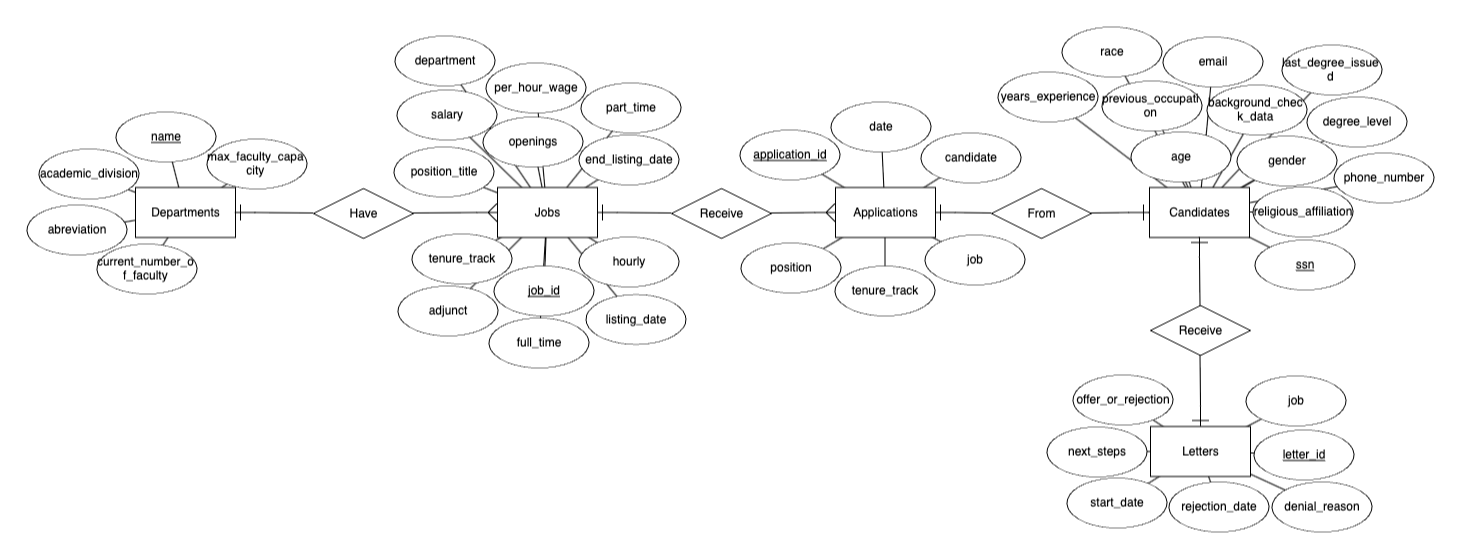 race
email
last_degree_issue
d
department
per_hour_wage
years_experience
previous_occupati
on
background_chec
k_data
part_time
salary
degree_level
date
name
openings
max_faculty_capa
city
application_id
candidate
age
gender
end_listing_date
academic_division
position_title
phone_number
Departments
Have
Jobs
Receive
Applications
From
Candidates
religious_affiliation
abreviation
current_number_o
f_faculty
tenure_track
hourly
position
job
ssn
job_id
tenure_track
adjunct
listing_date
full_time
Receive
offer_or_rejection
job
next_steps
Letters
letter_id
start_date
rejection_date
denial_reason